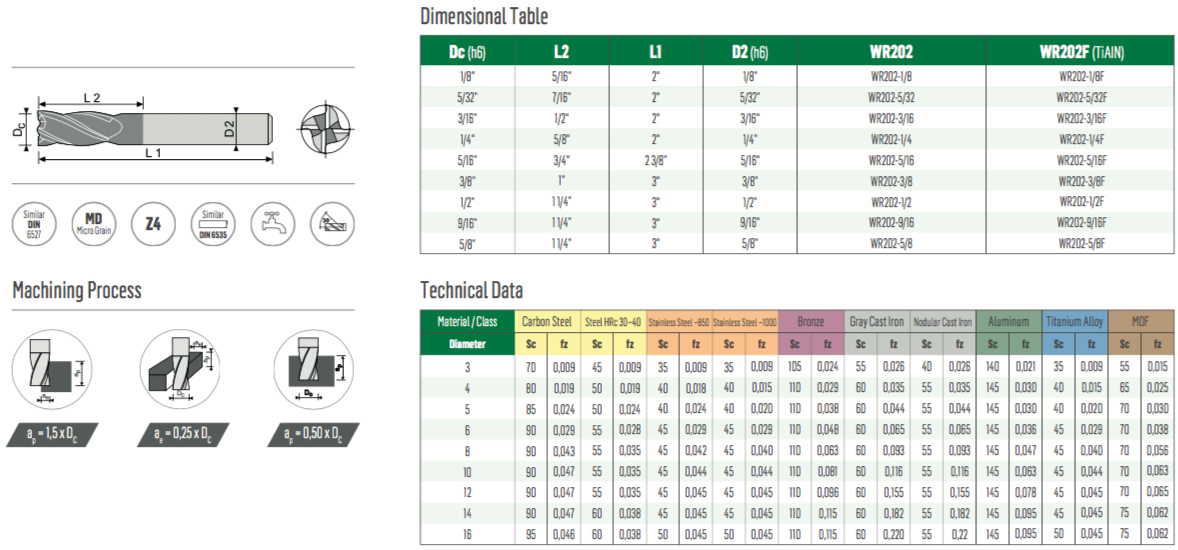 Dimensional Table
Dc (h6) L2 L1 D2 (h6) WR202 WR202F (TiAlN)
1/8" 5/16" 2" 1/8" WR202-1/8 WR202-1/8F
5/32" 7/16" 2" 5/32" WR202-5/32 WR202-5/32F
3/16" 1/2" 2" 3/16" WR202-3/16 WR202-3/16F
1/4" 5/8" 2" 1/4" WR202-1/4 WR202-1/4F
5/16" 3/4" 2 3/8" 5/16" WR202-5/16 WR202-5/16F
3/8" 1" 3" 3/8" WR202-3/8 WR202-3/8F
1/2" 1 1/4" 3" 1/2" WR202-1/2 WR202-1/2F
9/16" 1 1/4" 3" 9/16" WR202-9/16 WR202-9/16F
5/8" 1 1/4" 3" 5/8" WR202-5/8 WR202-5/8F
L2
Dc
D2
L1
Similar
DIN
6527
MD
Micro Grain
Z4
Similar
DIN 6535
Machining Process
ap = 1,5 x Dc
ae = 0,25 x Dc
ap = 0,50 x Dc
Technical Data
Material / Class Carbon Steel Steel HRc 30~40 Stainless Steel ~850 Stainless Steel ~1000 Bronze Gray Cast Iron Nodular Cast Iron Aluminum Titanium Alloy MDF
Diameter Sc fz Sc fz Sc fz Sc fz Sc fz Sc fz Sc fz Sc fz Sc fz Sc fz
3 70 0,009 45 0,009 35 0,009 35 0,009 105 0,024 55 0,026 40 0,026 140 0,021 35 0,009 55 0,015
4 80 0,019 50 0,019 40 0,018 40 0,015 110 0,029 60 0,035 55 0,035 145 0,030 40 0,015 65 0,025
5 85 0,024 50 0,024 40 0,024 40 0,020 110 0,038 60 0,044 55 0,044 145 0,030 40 0,020 70 0,030
6 90 0,029 55 0,028 45 0,029 45 0,029 110 0,048 60 0,065 55 0,065 145 0,036 45 0,029 70 0,038
8 90 0,043 55 0,035 45 0,042 45 0,040 110 0,063 60 0,093 55 0,093 145 0,047 45 0,040 70 0,056
10 90 0,047 55 0,035 45 0,044 45 0,044 110 0,081 60 0,116 55 0,116 145 0,063 45 0,044 70 0,063
12 90 0,047 55 0,035 45 0,045 45 0,045 110 0,096 60 0,155 55 0,155 145 0,078 45 0,045 70 0,065
14 90 0,047 60 0,038 45 0,045 45 0,045 110 0,115 60 0,182 55 0,182 145 0,095 45 0,045 75 0,062
16 95 0,046 60 0,038 50 0,045 50 0,045 110 0,115 60 0,220 55 0,22 145 0,095 50 0,045 75 0,062